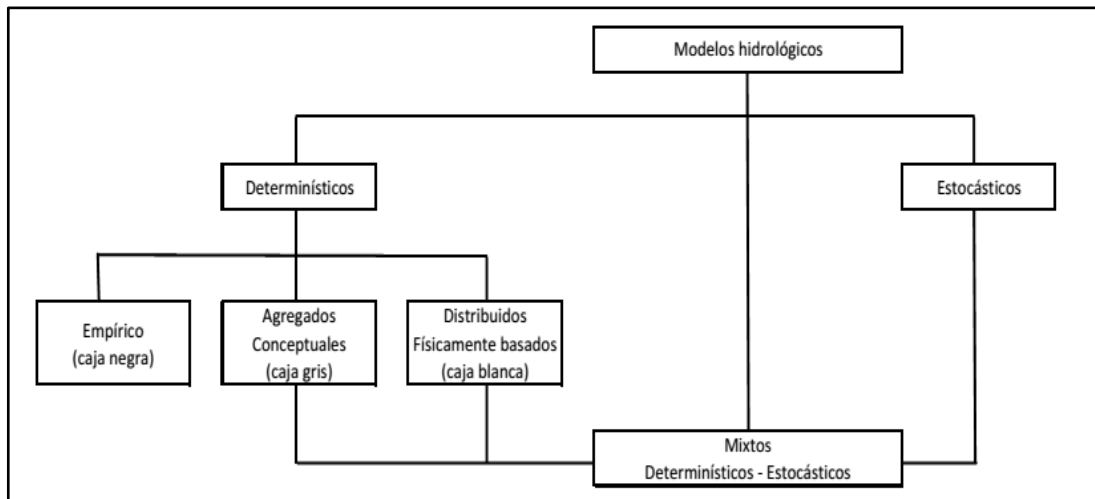 Modelos hidrológicos
Determinísticos
Estocásticos
Empírico
(caja negra)
Agregados
Conceptuales
(caja gris)
Distribuidos
Físicamente basados
(caja blanca)
Mixtos
Determinísticos - Estocásticos